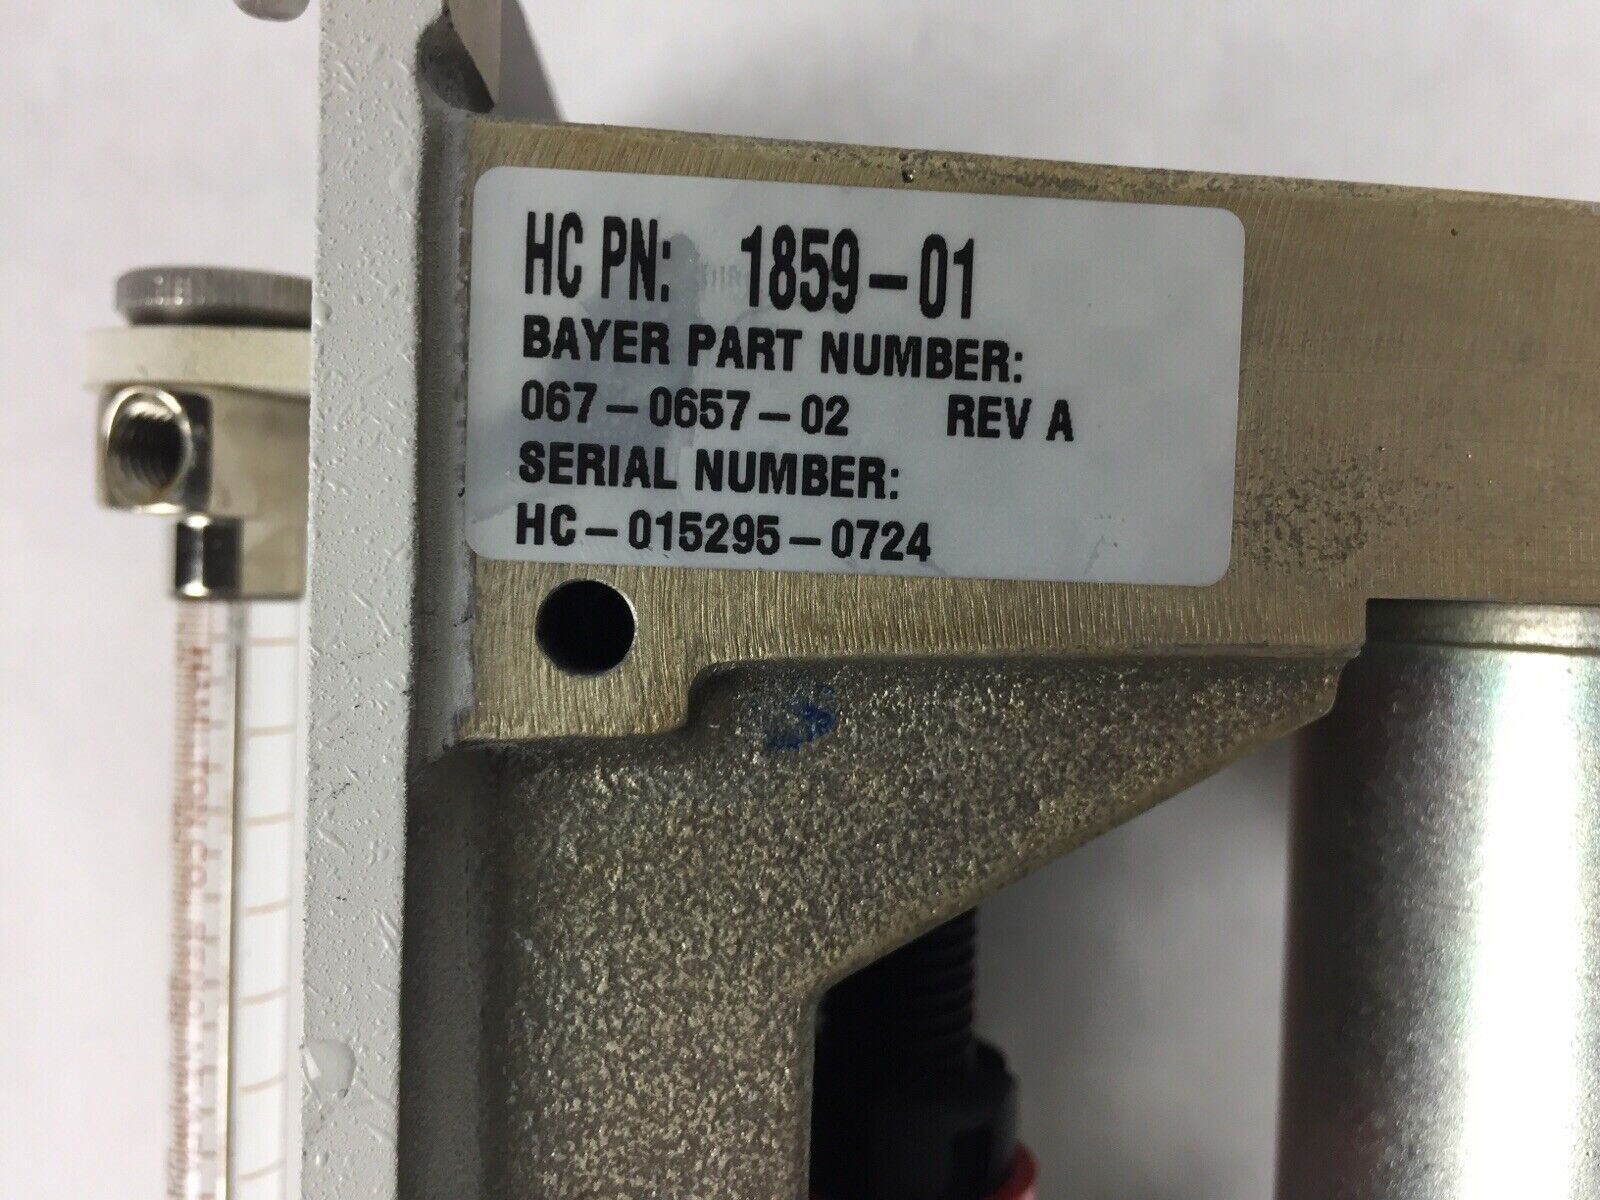 HC PN: 1859-01
BAYER PART NUMBER:
067-0657-02 REV A
SERIAL NUMBER:
HC-015295-0724